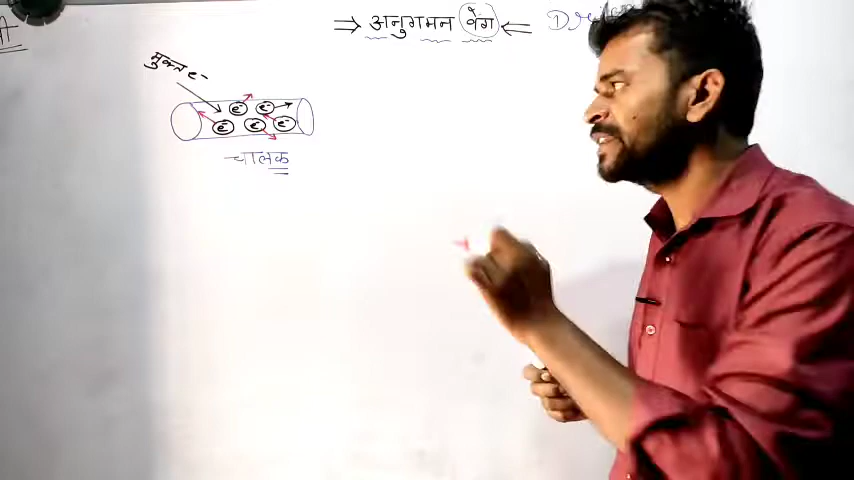 ⇒ अनुगमन वेग ⇐
मुक्त e-
e- e-
e- e- e-
चालक